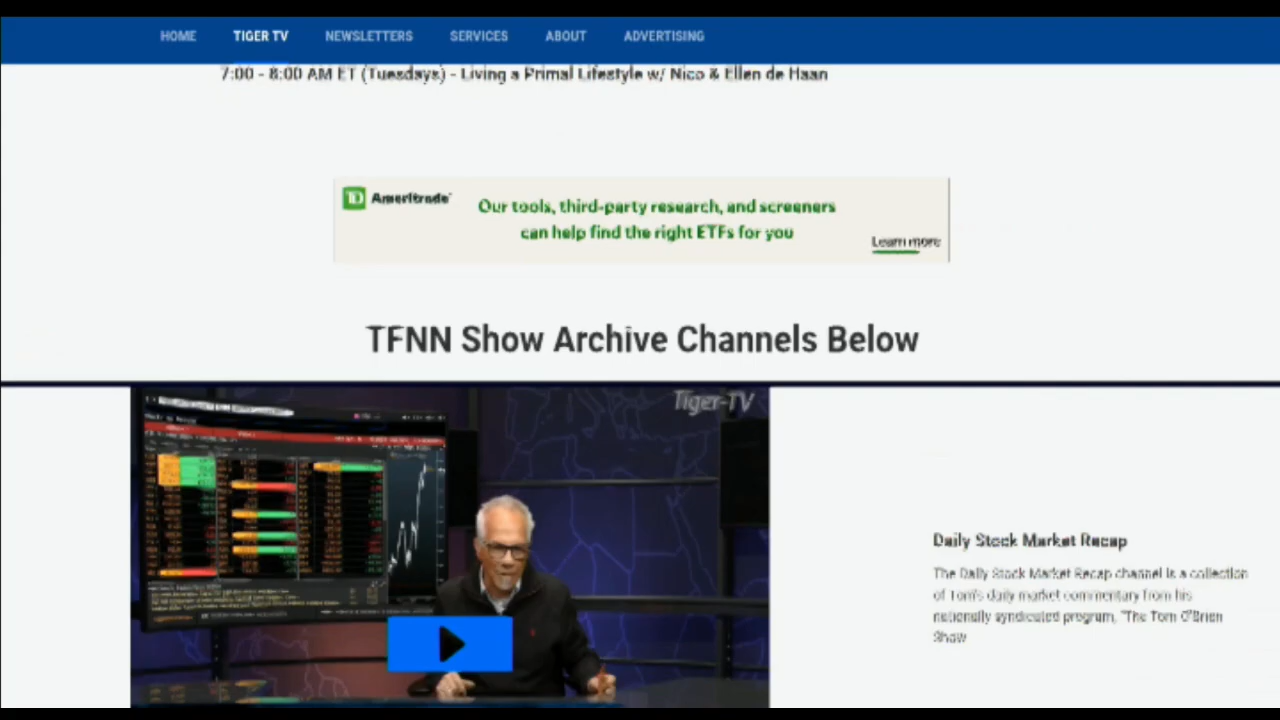 HOME TIGER TV NEWSLETTERS SERVICES ABOUT ADVERTISING
7:00 - 8:00 AM ET (Tuesdays) - Living a Primal Lifestyle w/ Nico & Ellen de Haan
TD Ameritrade
Our tools, third-party research, and screeners
can help find the right ETFs for you
Learn more
TFNN Show Archive Channels Below
Tiger-TV
Daily Stock Market Recap
The Daily Stock Market Recap channel is a collection
of Tom's daily market commentary from his
nationally syndicated program, "The Tom O'Brien
Show